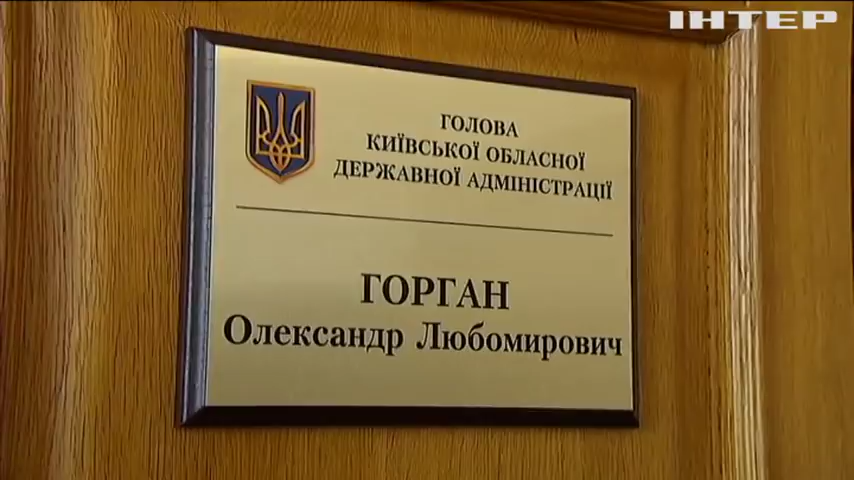 ІНТЕР
ГОЛОВА
КИЇВСЬКОЇ ОБЛАСНОЇ
ДЕРЖАВНОЇ АДМІНІСТРАЦІЇ
ГОРГАН
Олександр Любомирович